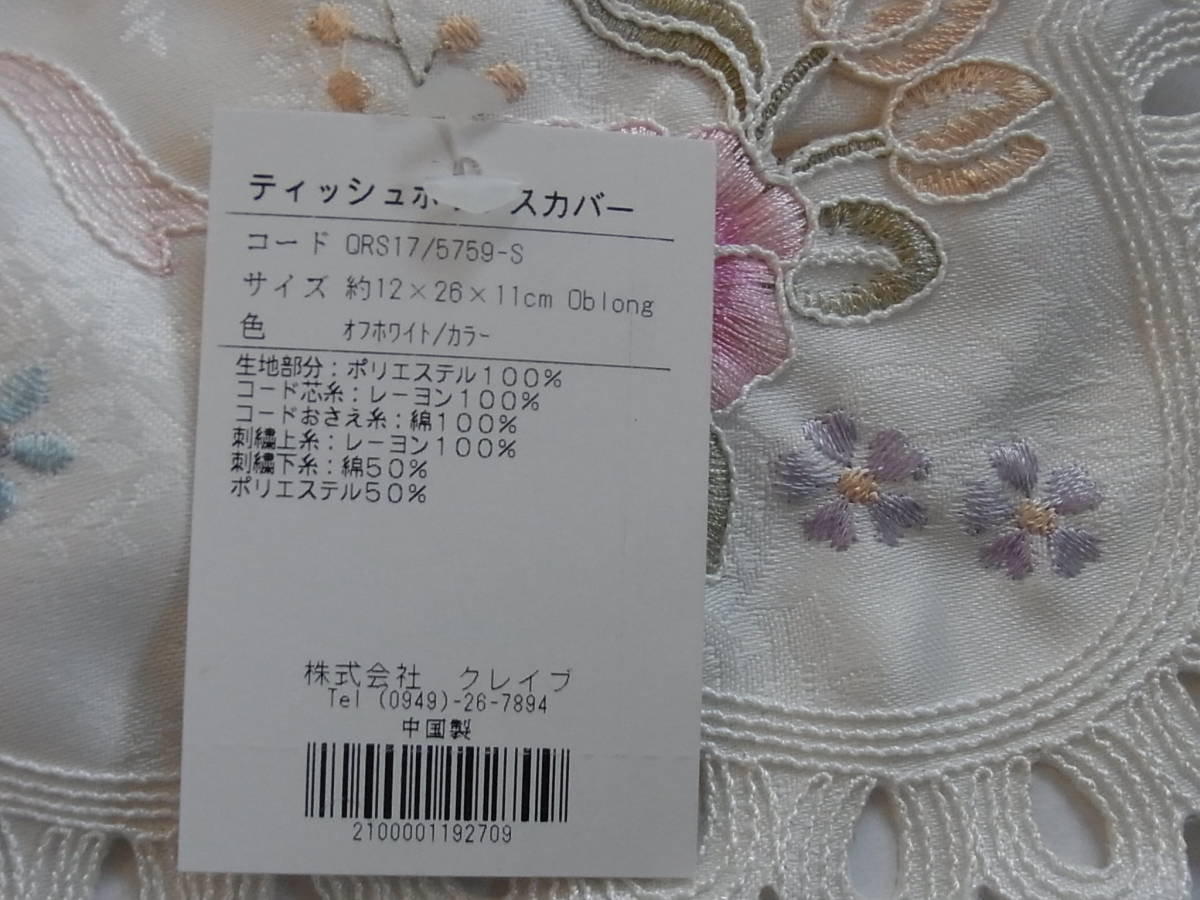 ティッシュボックスカバー
コード QRS17/5759-S
サイズ 約12×26×11cm Oblong
色 オフホワイト/カラー
生地部分:ポリエステル100%
コード芯糸:レーヨン100%
コードおさえ糸:綿100%
刺繍上糸:レーヨン100%
刺繍下糸:綿50%
ポリエステル50%
株式会社 クレイブ
Tel (0949)-26-7894
中国製
2100001192709